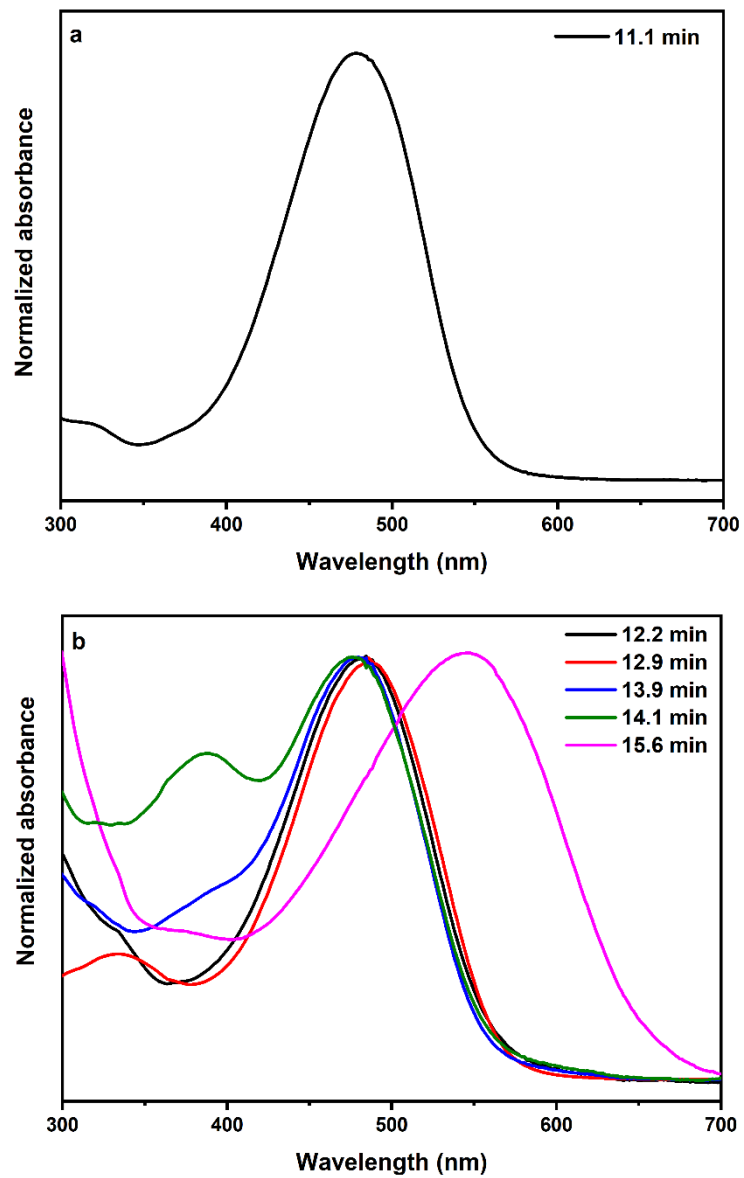 a
11.1 min
Normalized absorbance
300
400
500
600
700
Wavelength (nm)
b
12.2 min
12.9 min
13.9 min
14.1 min
15.6 min
Normalized absorbance
300
400
500
600
700
Wavelength (nm)